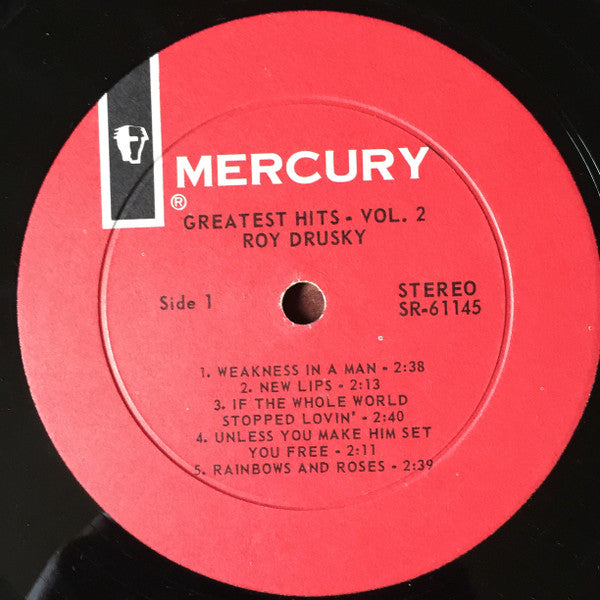 MERCURY
®
GREATEST HITS - VOL. 2
ROY DRUSKY
Side 1
STEREO
SR-61145
1. WEAKNESS IN A MAN - 2:38
2. NEW LIPS - 2:13
3. IF THE WHOLE WORLD
STOPPED LOVIN' - 2:40
4. UNLESS YOU MAKE HIM SET
YOU FREE - 2:11
5. RAINBOWS AND ROSES - 2:39